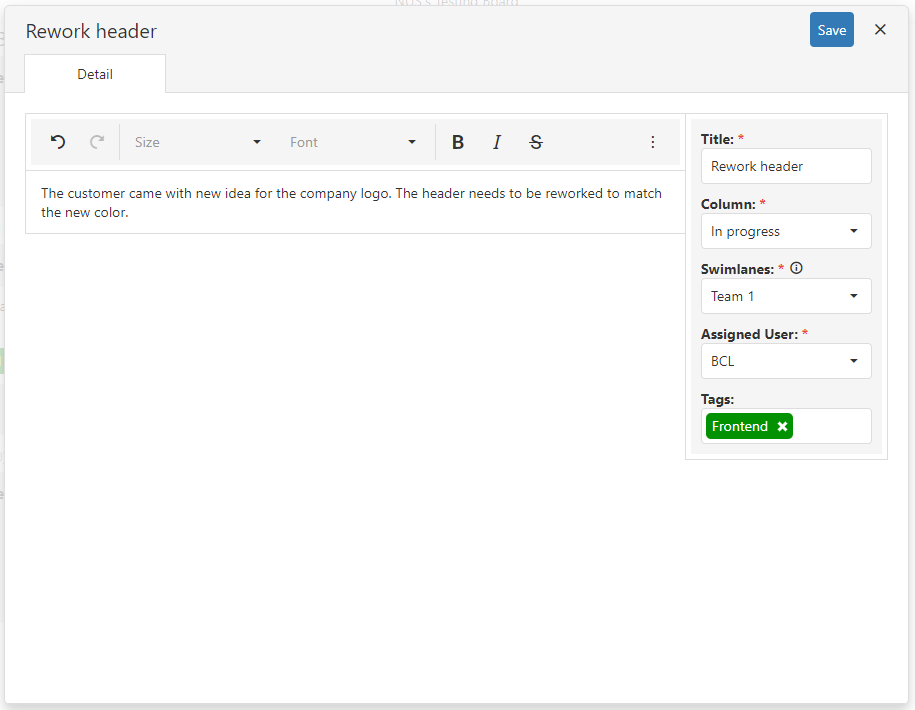 Rework header
Save
Detail
Size
Font
B I S
The customer came with new idea for the company logo. The header needs to be reworked to match
the new color.
Title: *
Rework header
Column: *
In progress
Swimlanes: *
Team 1
Assigned User: *
BCL
Tags:
Frontend